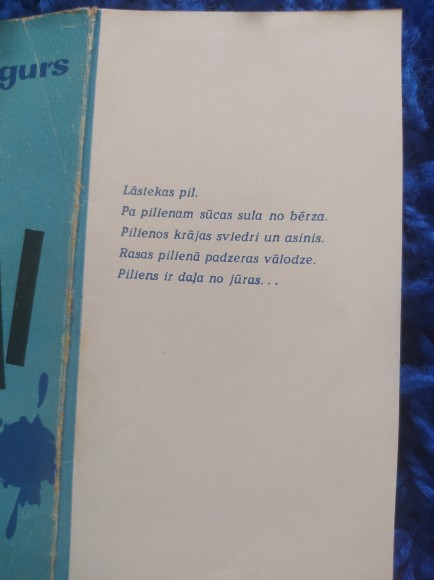 gurs
Lāstekas pil.
Pa pilienam sūcas sula no bērza.
Pilienos krājas sviedri un asinis.
Rasas pilienā padzeras vālodze.
Piliens ir daļa no jūras...